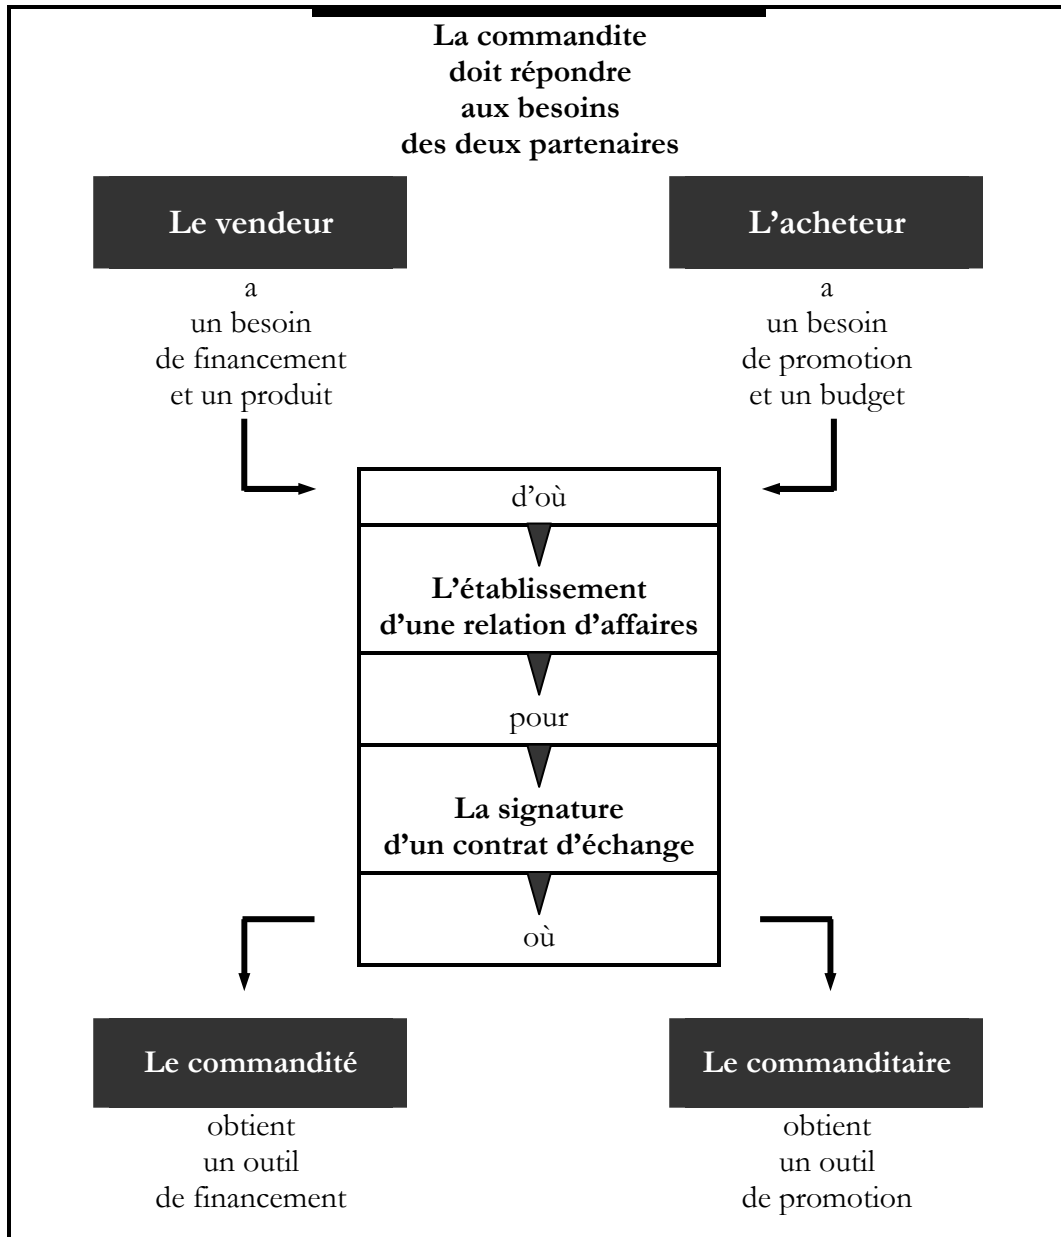 La commandite
doit répondre
aux besoins
des deux partenaires
Le vendeur
a
un besoin
de financement
et un produit
L’acheteur
a
un besoin
de promotion
et un budget
d’où
L’établissement
d’une relation d’affaires
pour
La signature
d’un contrat d’échange
où
Le commandité
obtient
un outil
de financement
Le commanditaire
obtient
un outil
de promotion